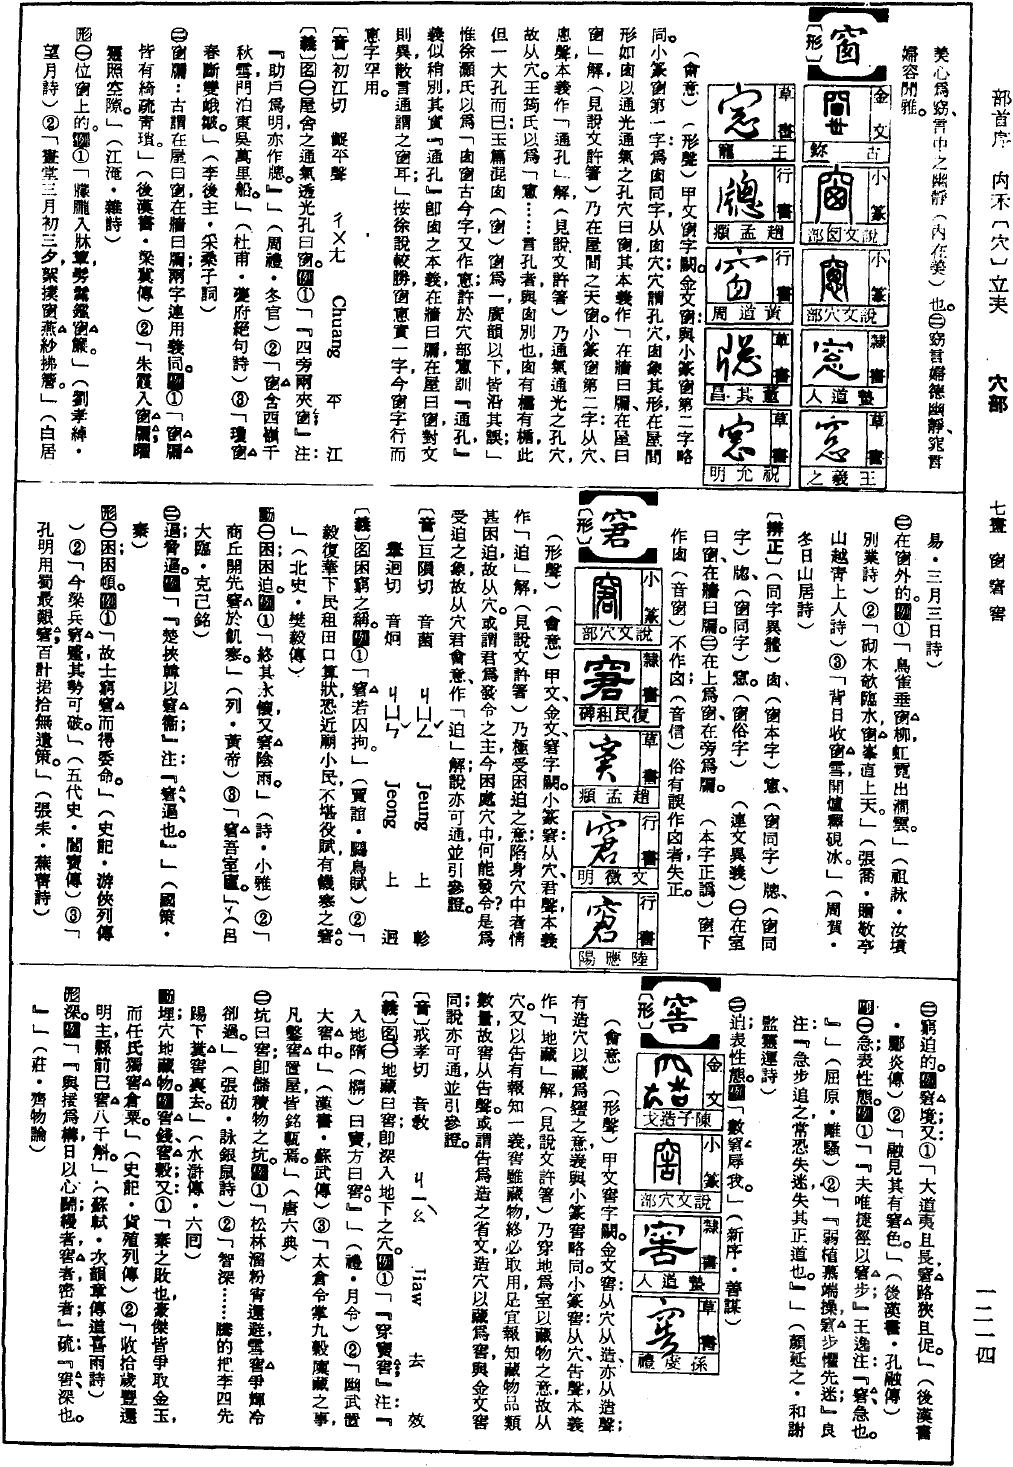 部首序 內禾〔穴〕立夫 穴部 七畫 窗窘窖 一二一四
美心爲窈、言中之幽靜(內在美)也。㊂窈言婦德幽靜、窕言
婦容閒雅。
窗
〔形〕
金文 古鉨
小篆 說文囪部
小篆 說文穴部
隸書 蟄道人
草書 王羲之
草書 王寵
行書 趙孟頫
行書 黃道周
草書 董其昌
草書 祝允明
(會意)(形聲)甲文窗字闕。金文窗:與小篆窗第二字略
同。小篆窗第一字:爲囪同字,从囪穴,穴謂孔穴,囪象其形,在屋間
形如囪以通光通氣之孔穴曰窗,其本義作「在牆曰牖,在屋曰
窗」解(見說文許箸)乃在屋間之天窗。小篆窗第二字:从穴、
悤聲,本義作「通孔」解(見說文許箸)乃通氣通光之孔穴,
故从穴。王筠氏以爲「窻……言孔者與囪別也,囪有櫺有楯,此
但一大孔而已;玉篇混囪(窗)窗爲一,廣韻以下皆沿其誤」
惟徐灝氏以爲「囪窗古今字,又作窻,許於穴部窻訓『通孔』
義似稍別,其實『通孔』卽囪之本義,在牆曰牖,在屋曰窗,對文
則異,散言通謂之窗耳」按徐說較勝,窗窻實一字,今窗字行而
窻字罕用。
〔音〕初江切 觀平聲 ㄔㄨㄤ Chuang 平 江
〔義〕名㊀屋舍之通氣透光孔曰窗。例①「『四旁兩夾窗』注:
『助戶爲明,亦作牕。』」(周禮・冬官)②「窗含西嶺千
秋雪,門泊東吳萬里船。」(杜甫・夔府絕句詩)③「瓊窗
春斷雙蛾皺。」(李後主・采桑子詞)
㊁窗牖:古謂在屋曰窗,在牆曰牖,兩字連用義同。例①「窗牖
皆有綺疏青瑣。」(後漢書・梁冀傳)②「朱霞入窗牖,曜
靈照空隙。」(江淹・雜詩)
形㊀位窗上的。例①「朦朧入牀簟,髣髴鑑窗簾。」(劉孝綽・
望月詩)②「畫堂三月初三夕,絮撲窗燕紗拂簷。」(白居
易・三月三日詩)
㊁在窗外的。例①「鳥雀垂窗柳,虹霓出澗雲。」(祖詠・汝墳
別業詩)②「砌木欹臨水,窗峯直上天。」(張喬・贈敬亭
山越靑上人詩)③「背日收窗雪,開爐釋硯冰。」(周賀・
冬日山居詩)
〔辨正〕(同字異體)囪(窗本字)窻(窗同字)牕(窗同
字)牎(窗同字)窓(窗俗字) (連文異義)㊀在室
曰窗,在牆曰牖。㊁在上爲窗,在旁爲牖。 (本字正譌)窗下
作囪(音窗)不作囟(音信)俗有誤作囟者失正。
窘
〔形〕
小篆 說文穴部
隸書 復民租碑
草書 趙孟頫
行書 文徵明
行書 陸應陽
(形聲)(會意)甲文、金文窘字闕。小篆窘:从穴、君聲,本義
作「迫」解(見說文許箸)乃極受困迫之意;陷身穴中者情
甚困迫,故从穴。或謂君爲發令之主,今困處穴中,何能發令?是爲
受迫之象,故从穴君會意,作「迫」解,說亦可通,並引參證。
〔音〕巨隕切 音菌 ㄐㄩㄥˇ Jeung 上 軫
舉迥切 音炯 ㄐㄩㄥˇ Jeong 上 迥
〔義〕名困窮之稱。例①「窘若囚拘。」(賈誼・鵩鳥賦)②「
毅復華下民租田口算狀,恐近廟小民,不堪役賦,有饑寒之窘。
」(北史・樊毅傳)
動㊀困;困迫。例①「終其永懷,又窘陰雨。」(詩・小雅)②「
商丘開先窘於飢寒。」(列・黃帝)③「窘吾室廬。」(呂
大臨・克己銘)
㊁逼;脅逼。例「『楚挾韓以窘衞』注:『窘,逼也。』」(國策・
秦)
形㊀困;困頓。例①「故士窮窘而得委命。」(史記・游俠列傳
)②「今梁兵窘蹙,其勢可破。」(五代史・閻寶傳)③「
孔明用蜀最艱窘,百計捃拾無遺策。」(張耒・蕪菁詩)
㊁窮迫的。例窘境;又①「大道夷且長,窘路狹且促。」(後漢書
・酈炎傳)②「融見其有窘色。」(後漢書・孔融傳)
副㊀急;表性態。例①「『夫唯捷徑以窘步』王逸注:『窘,急也。
』」(屈原・離騷)②「『弱植慕端操,窘步懼先迷』良
注:『急步追之,常恐失迷,失其正道也。』」(顏延之・和謝
監靈運詩)
㊁迫;表性態。例「數窘辱我。」(新序・善謀)
窖
〔形〕
金文 陳子造戈
小篆 說文穴部
隸書 蟄道人
草書 孫虔禮
(會意)(形聲)甲文窖字闕。金文窖:从穴从造,亦从造聲;
有造穴以藏爲窖之意,義與小篆窖略同。小篆窖:从穴、告聲,本義
作「地藏」解(見說文許箸)乃穿地爲室以藏物之意,故从
穴。又以告有報知一義,窖雖藏物,終必取用,足宜報知藏物品類
數量,故窖从告聲。或謂告爲造之省文,造穴以藏爲窖,與金文窖
同,說亦可通,並引參證。
〔音〕戒孝切 音敎 ㄐㄧㄠˋ Jiaw 去 效
〔義〕名㊀地藏曰窖,卽深入地下之穴。例①「『穿竇窖』注:『
入地隋(橢)曰竇,方曰窖。』」(禮・月令)②「幽武置
大窖中。」(漢書・蘇武傳)③「太倉令掌九穀廩藏之事,
凡鑿窖置屋,皆銘甎焉。」(唐六典)
㊁坑曰窖,卽儲積物之坑。例①「松林溜粉宵還避,雪窖爭輝冷
卻過。」(張劭・詠銀鼠詩)②「智深……騰的把李四先
踢下糞窖裏去。」(水滸傳・六囘)
動埋穴地藏物。例窖錢、窖穀;又①「秦之敗也,豪傑皆爭取金玉,
而任氏獨窖倉粟。」(史記・貨殖列傳)②「收拾歲豐還
明主,縣前已窖八千斛。」(蘇軾・次韻章傳道喜雨詩)
形深。例「『與接爲構,日以心鬭,縵者、窖者、密者』疏:『窖,深也。
』」(莊・齊物論)